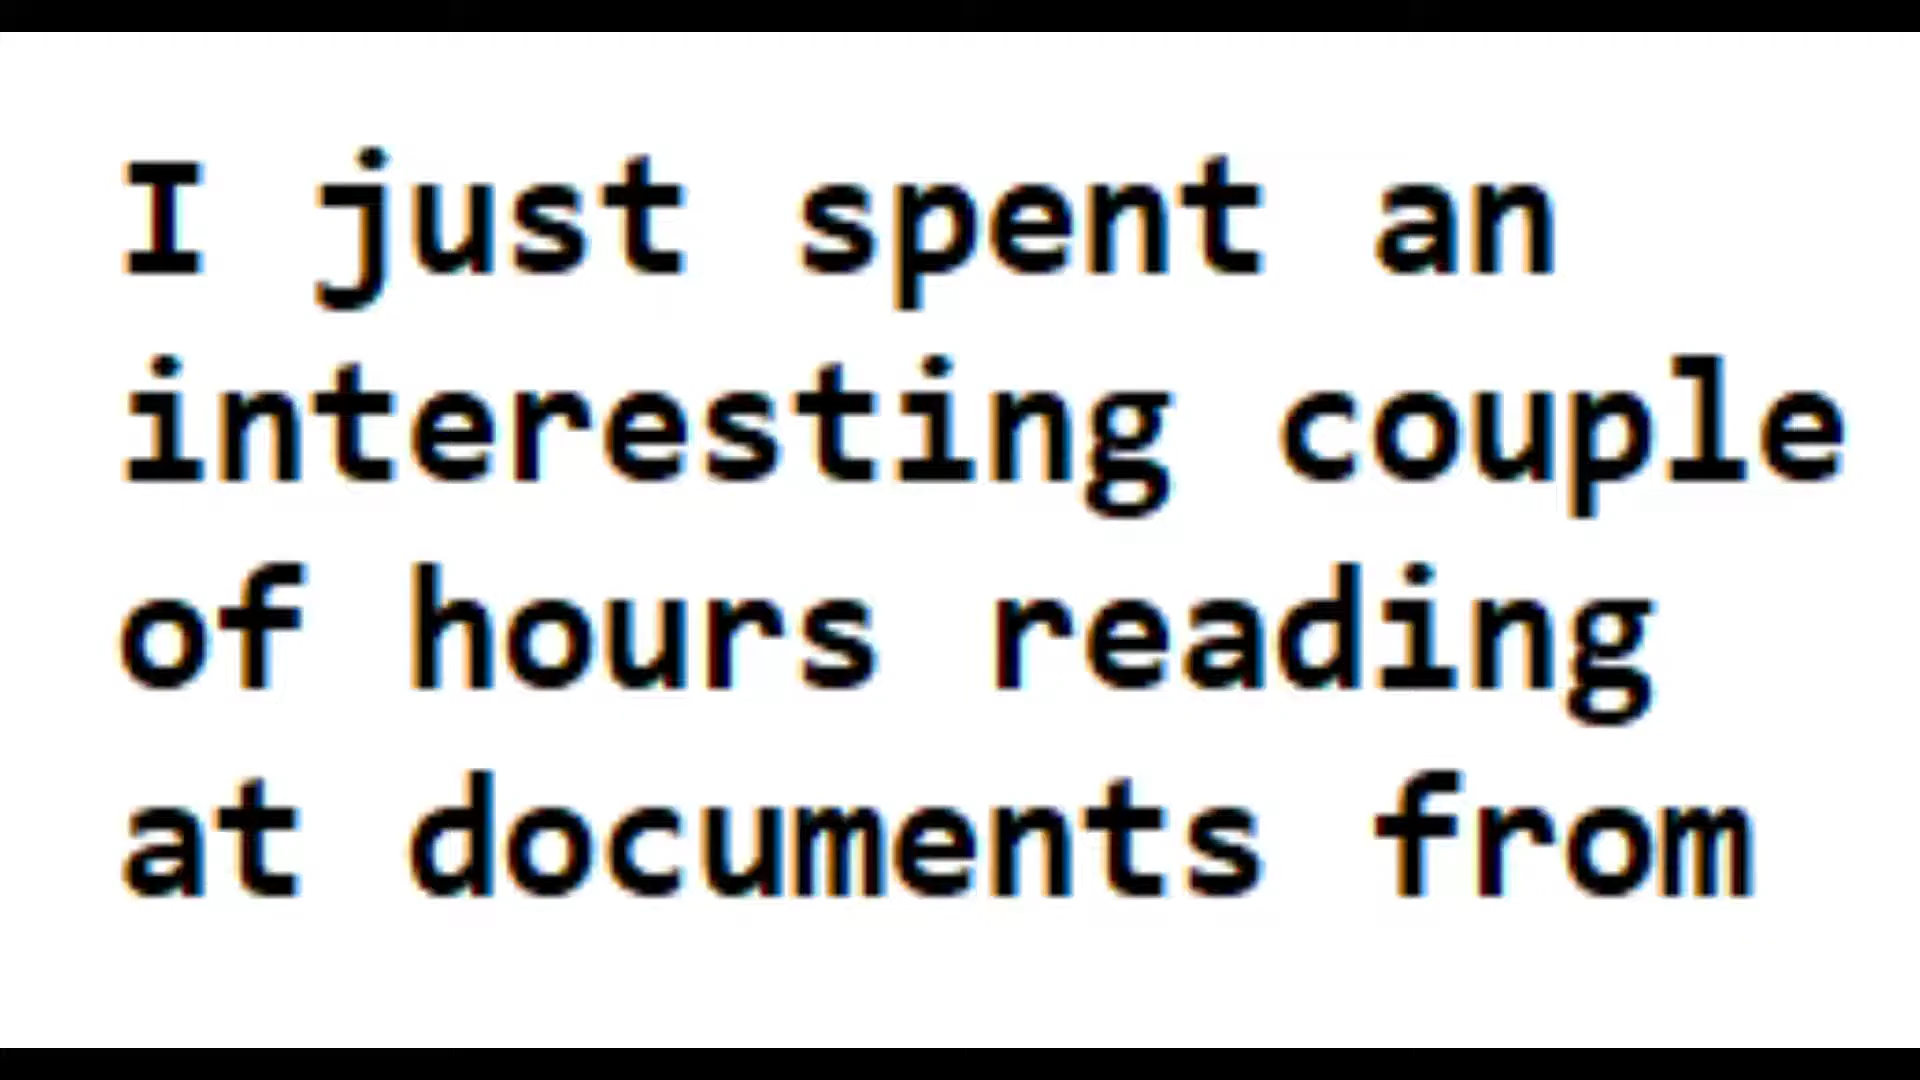 I just spent an
interesting couple
of hours reading
at documents from